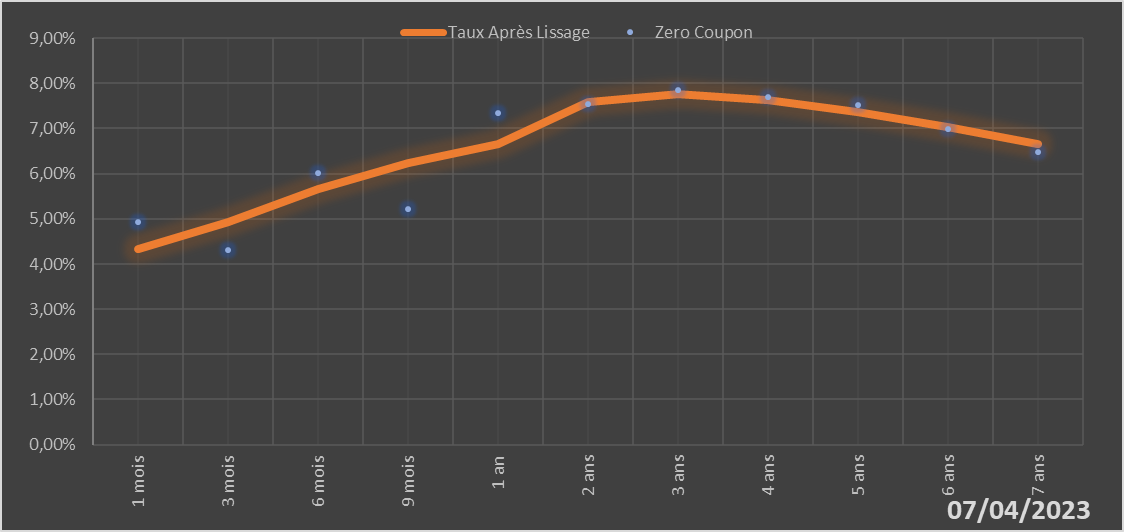 Taux Après Lissage
Zero Coupon
9,00%
8,00%
7,00%
6,00%
5,00%
4,00%
3,00%
2,00%
1,00%
0,00%
1 mois
3 mois
6 mois
9 mois
1 an
2 ans
3 ans
4 ans
5 ans
6 ans
7 ans
07/04/2023